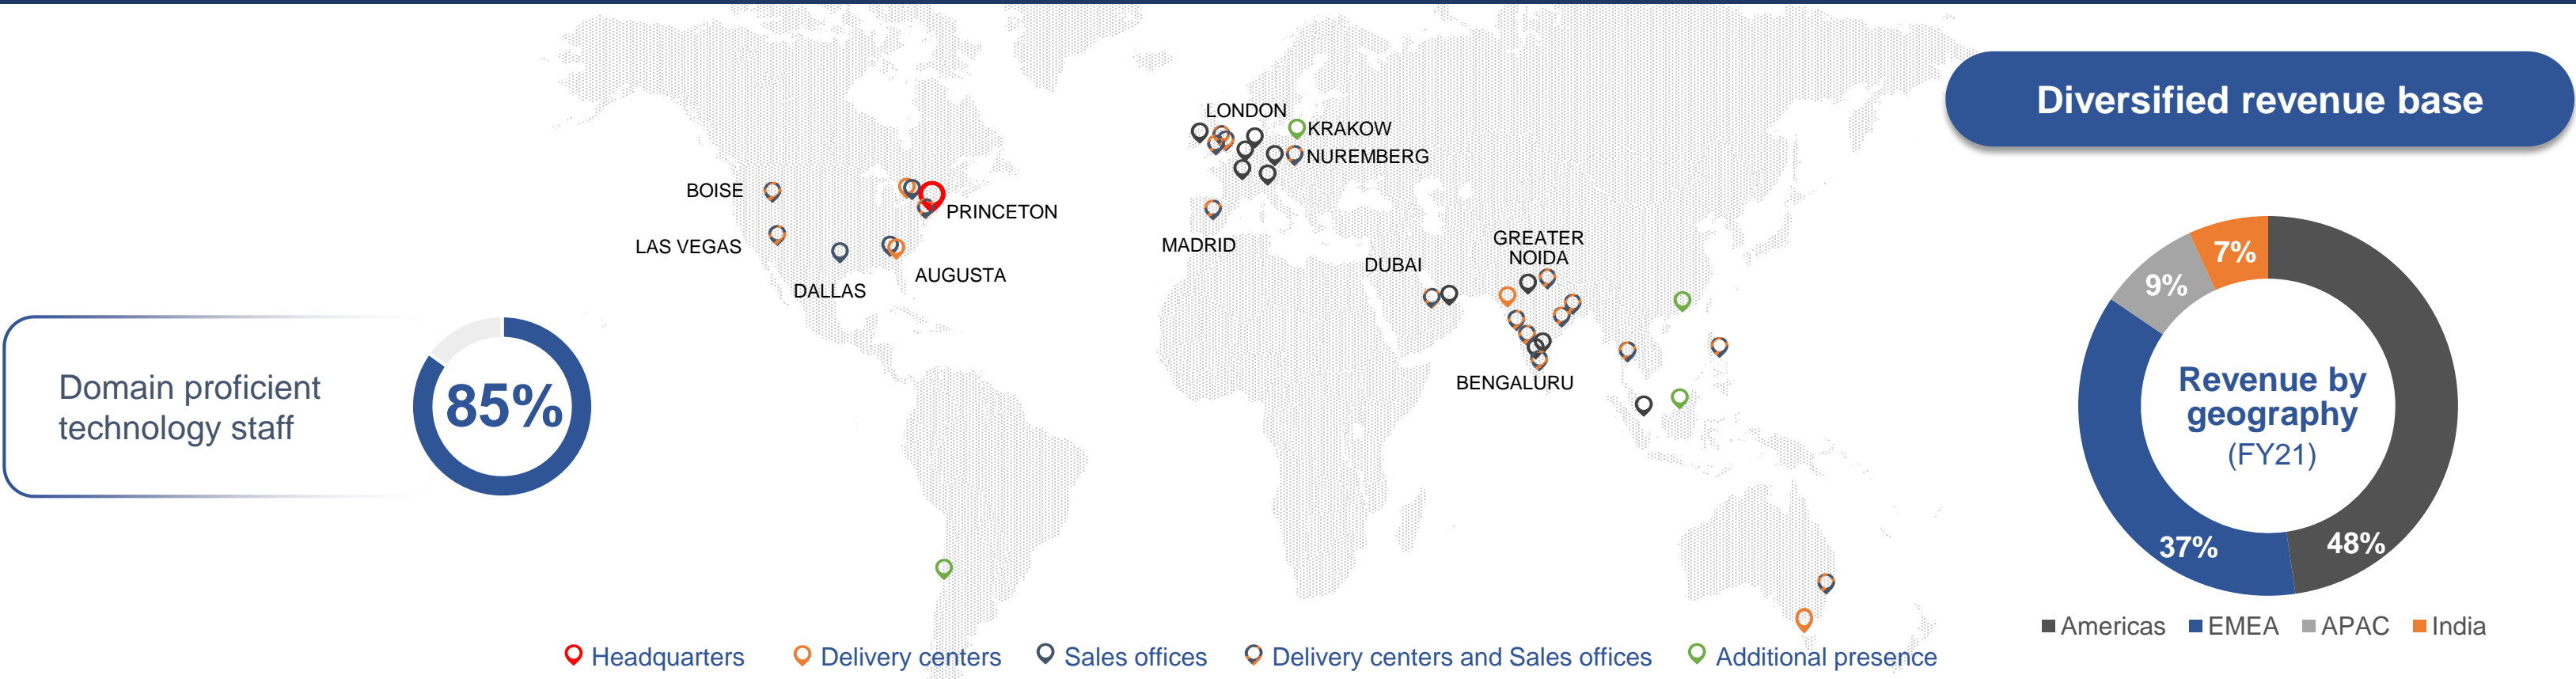 Domain proficient
technology staff
85%
BOISE
LAS VEGAS
DALLAS
AUGUSTA
PRINCETON
LONDON
KRAKOW
NUREMBERG
MADRID
DUBAI
GREATER
NOIDA
BENGALURU
Headquarters
Delivery centers
Sales offices
Delivery centers and Sales offices
Additional presence
Diversified revenue base
7%
9%
37%
48%
Revenue by
geography
(FY21)
Americas
EMEA
APAC
India